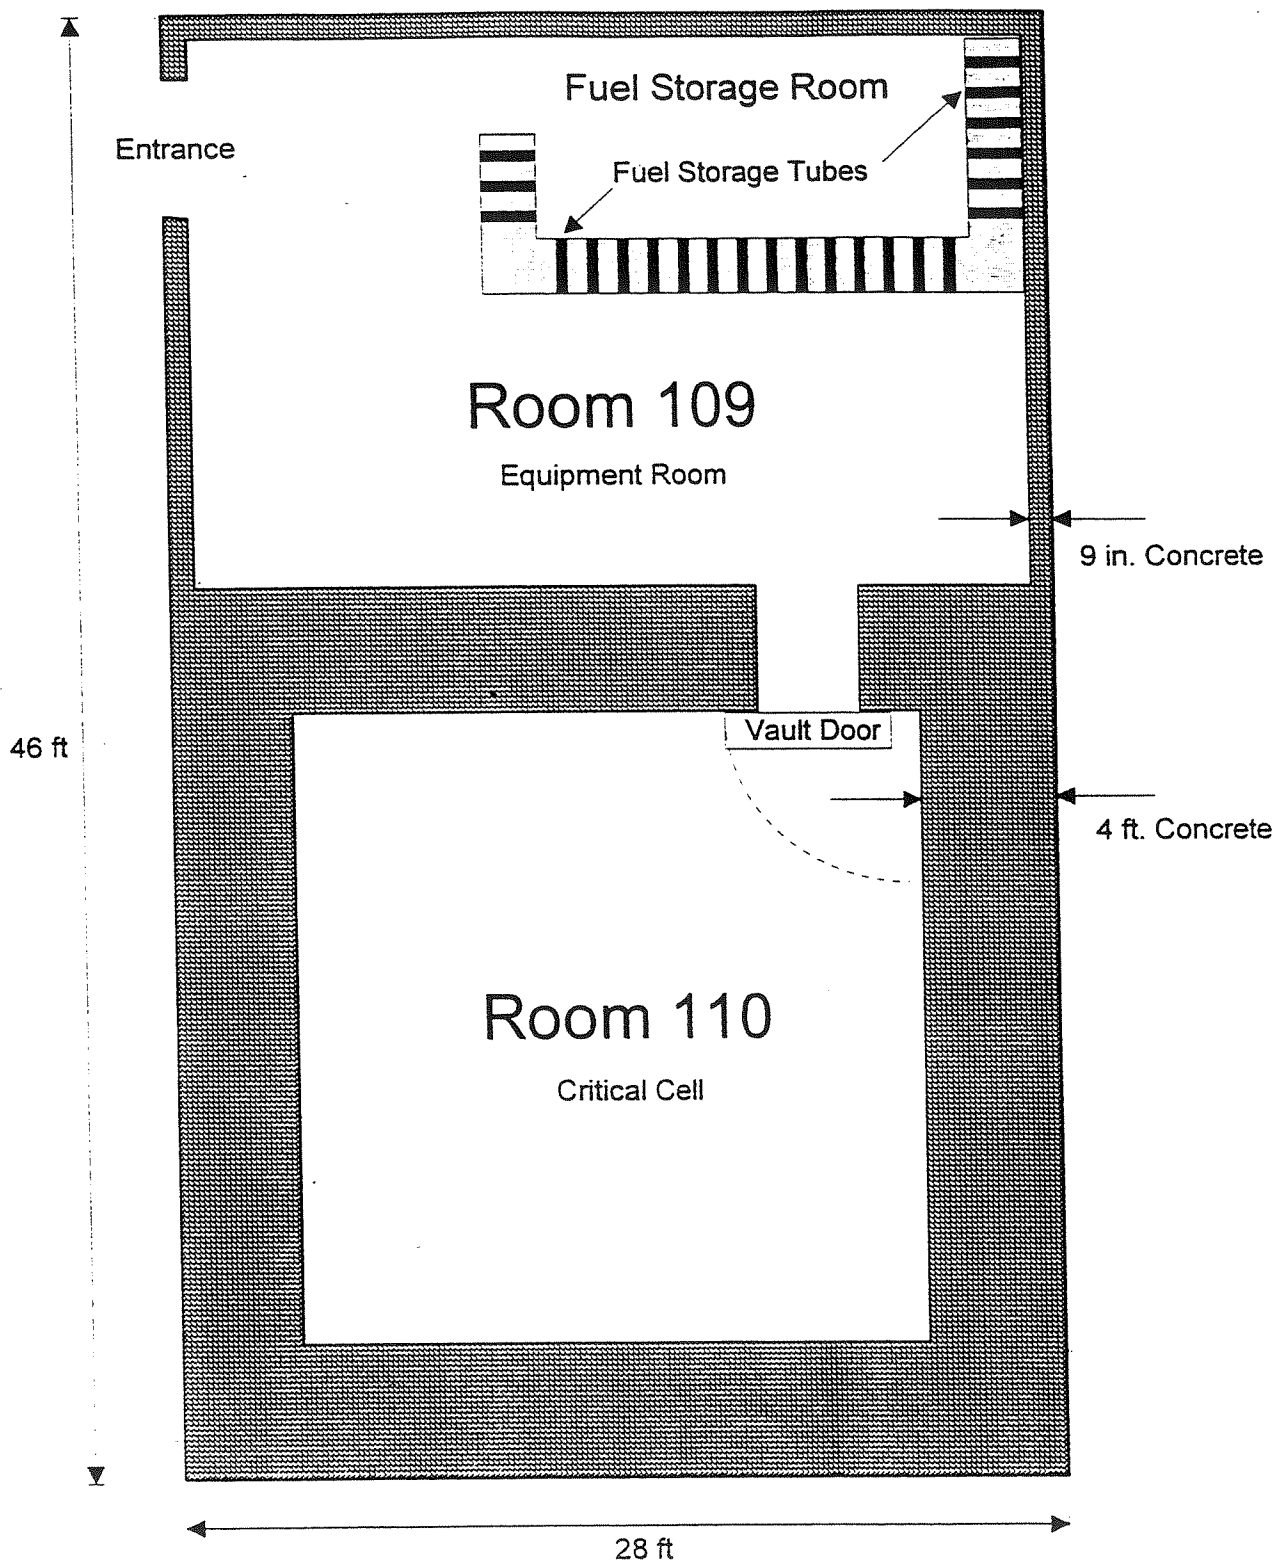 Fuel Storage Room
Entrance
Fuel Storage Tubes
Room 109
Equipment Room
9 in. Concrete
Vault Door
46 ft
4 ft. Concrete
Room 110
Critical Cell
28 ft